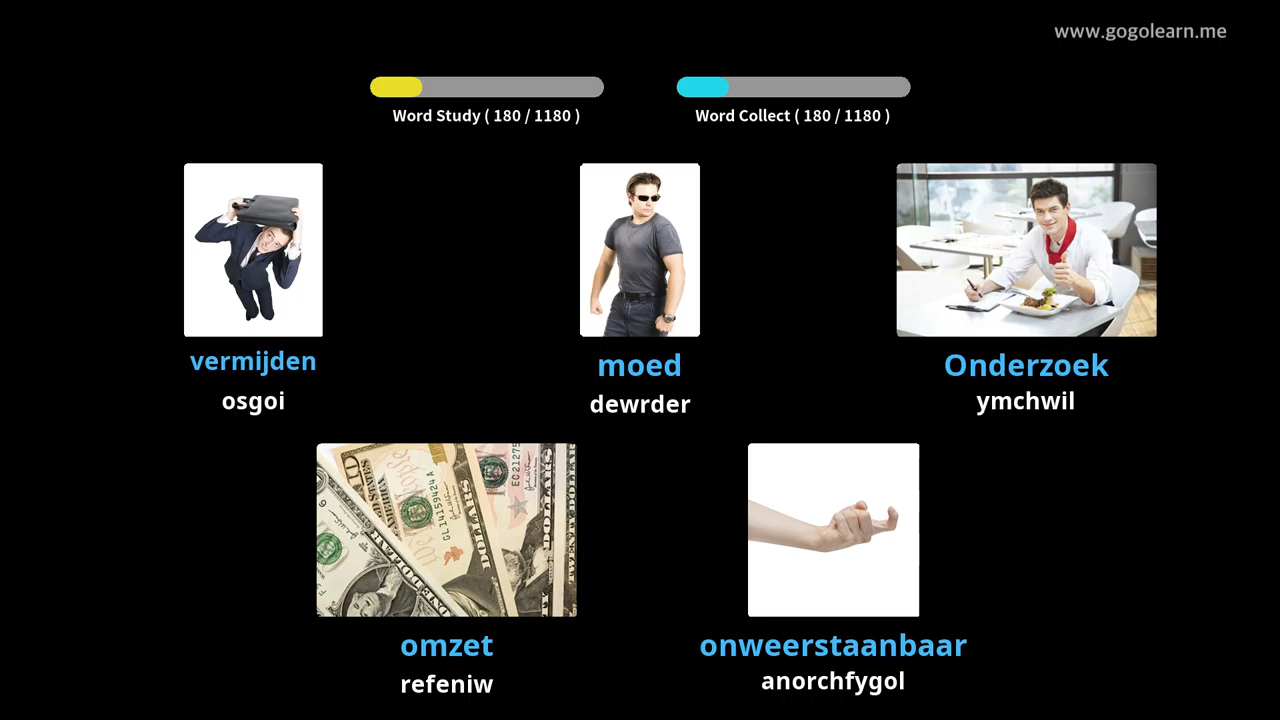 www.gogolearn.me
Word Study ( 180 / 1180 )
Word Collect ( 180 / 1180 )
vermijden
osgoi
moed
dewrder
Onderzoek
ymchwil
omzet
refeniw
onweerstaanbaar
anorchfygol